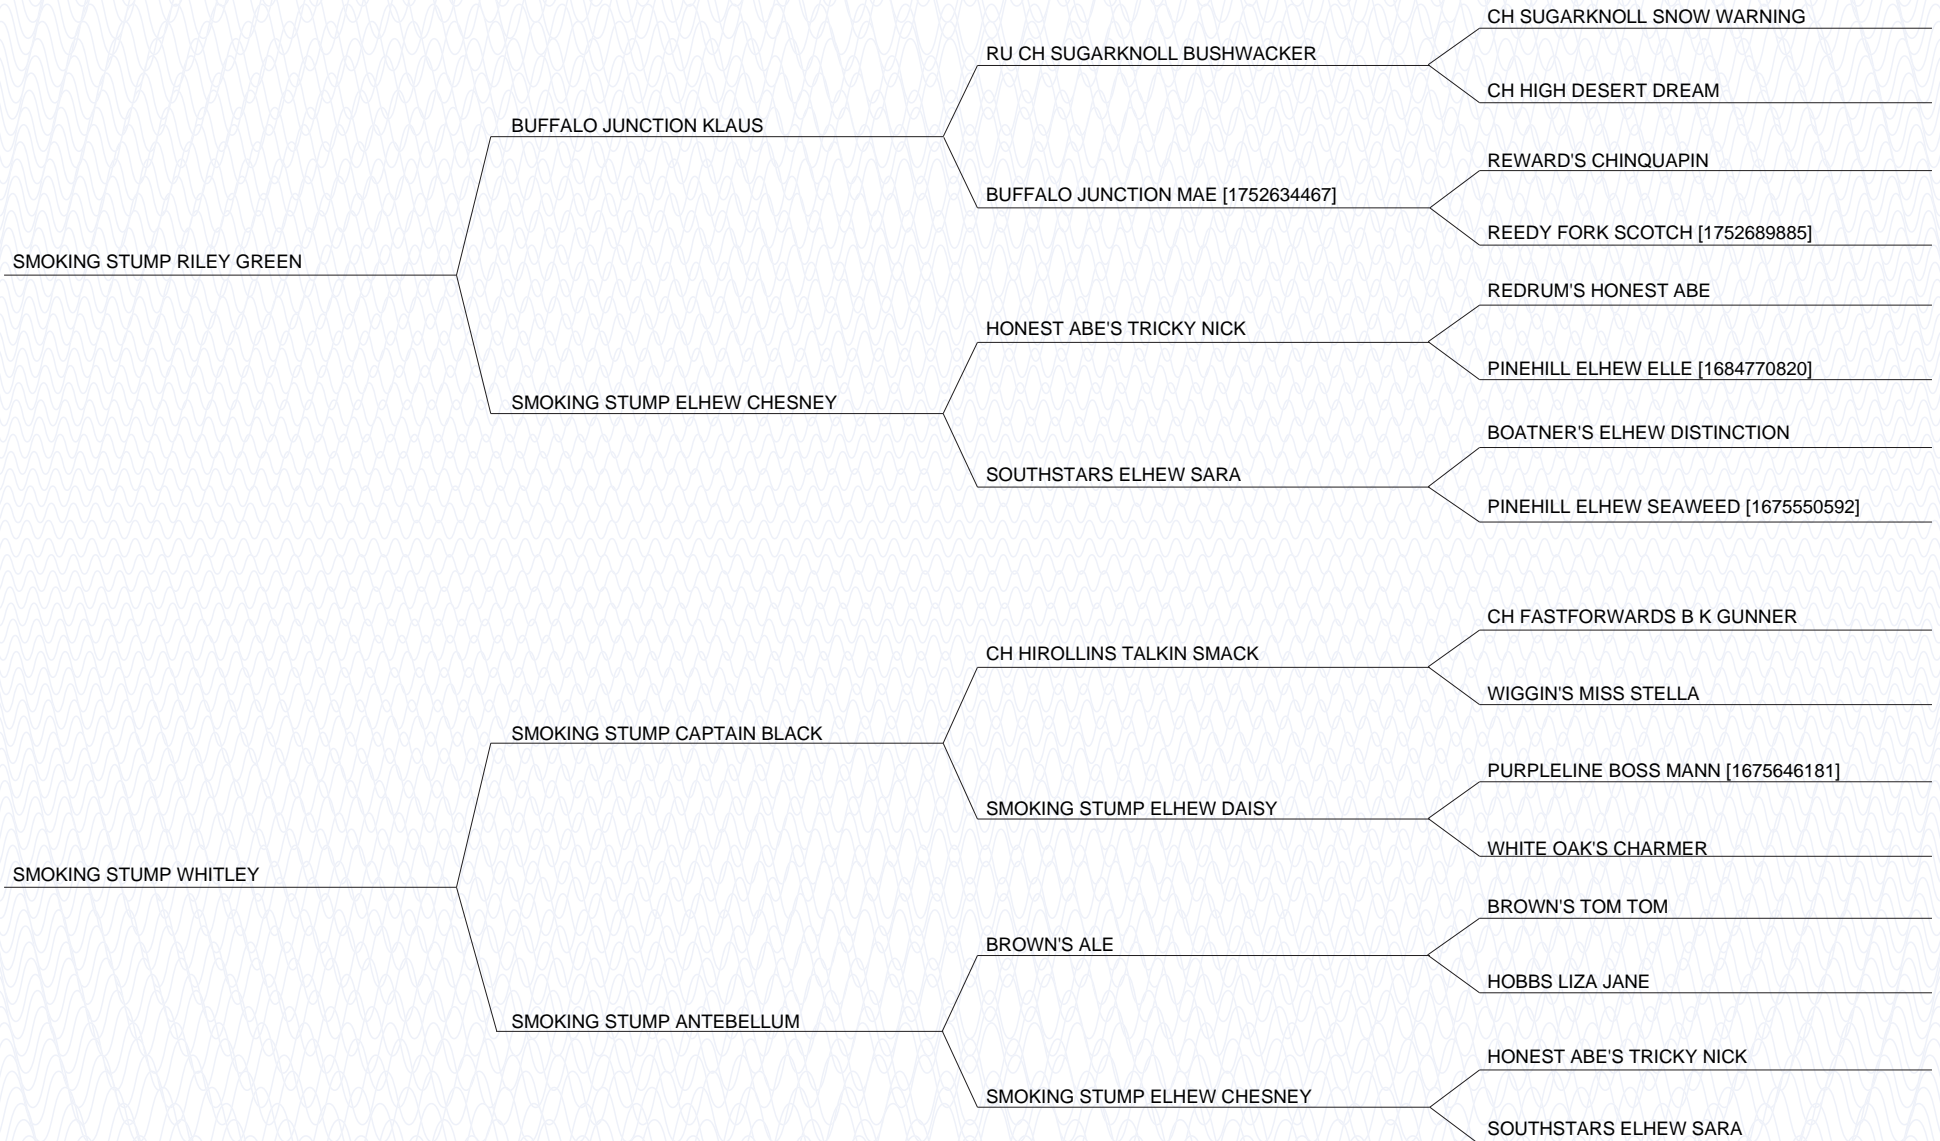 CH SUGARKNOLL SNOW WARNING
RU CH SUGARKNOLL BUSHWACKER
CH HIGH DESERT DREAM
BUFFALO JUNCTION KLAUS
REWARD'S CHINQUAPIN
BUFFALO JUNCTION MAE [1752634467]
REEDY FORK SCOTCH [1752689885]
SMOKING STUMP RILEY GREEN
REDRUM'S HONEST ABE
HONEST ABE'S TRICKY NICK
PINEHILL ELHEW ELLE [1684770820]
SMOKING STUMP ELHEW CHESNEY
BOATNER'S ELHEW DISTINCTION
SOUTHSTARS ELHEW SARA
PINEHILL ELHEW SEAWEED [1675550592]
CH FASTFORWARDS B K GUNNER
CH HIROLLINS TALKIN SMACK
WIGGIN'S MISS STELLA
SMOKING STUMP CAPTAIN BLACK
PURPLELINE BOSS MANN [1675646181]
SMOKING STUMP ELHEW DAISY
WHITE OAK'S CHARMER
SMOKING STUMP WHITLEY
BROWN'S TOM TOM
BROWN'S ALE
HOBBS LIZA JANE
SMOKING STUMP ANTEBELLUM
HONEST ABE'S TRICKY NICK
SMOKING STUMP ELHEW CHESNEY
SOUTHSTARS ELHEW SARA